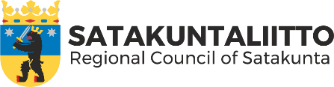 SATAKUNTALIITTO
Regional Council of Satakunta